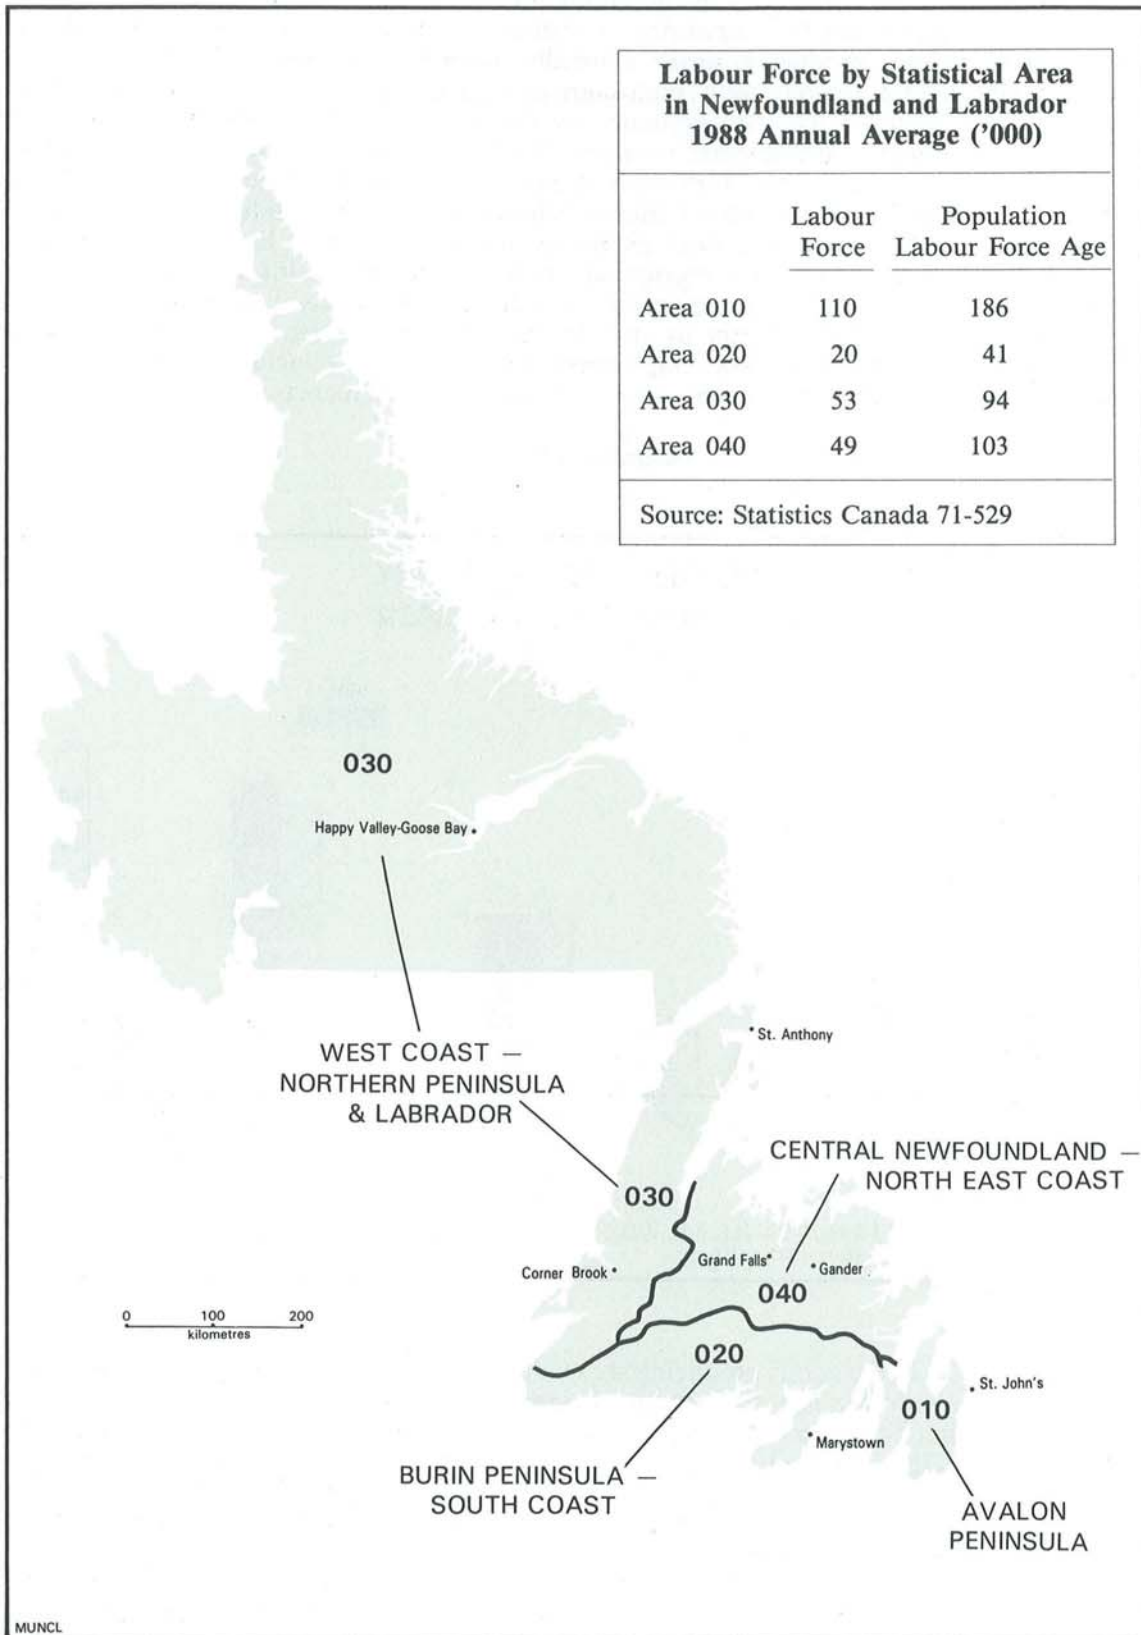 Labour Force by Statistical Area
in Newfoundland and Labrador
1988 Annual Average ('000)
Labour Force
Population Labour Force Age
Area 010 110 186
Area 020 20 41
Area 030 53 94
Area 040 49 103
Source: Statistics Canada 71-529
030
Happy Valley-Goose Bay
WEST COAST —
NORTHERN PENINSULA
& LABRADOR
St. Anthony
CENTRAL NEWFOUNDLAND —
NORTH EAST COAST
030
Corner Brook
Grand Falls
Gander
040
0 100 200
kilometres
020
St. John's
010
Marystown
BURIN PENINSULA —
SOUTH COAST
AVALON
PENINSULA
MUNCL